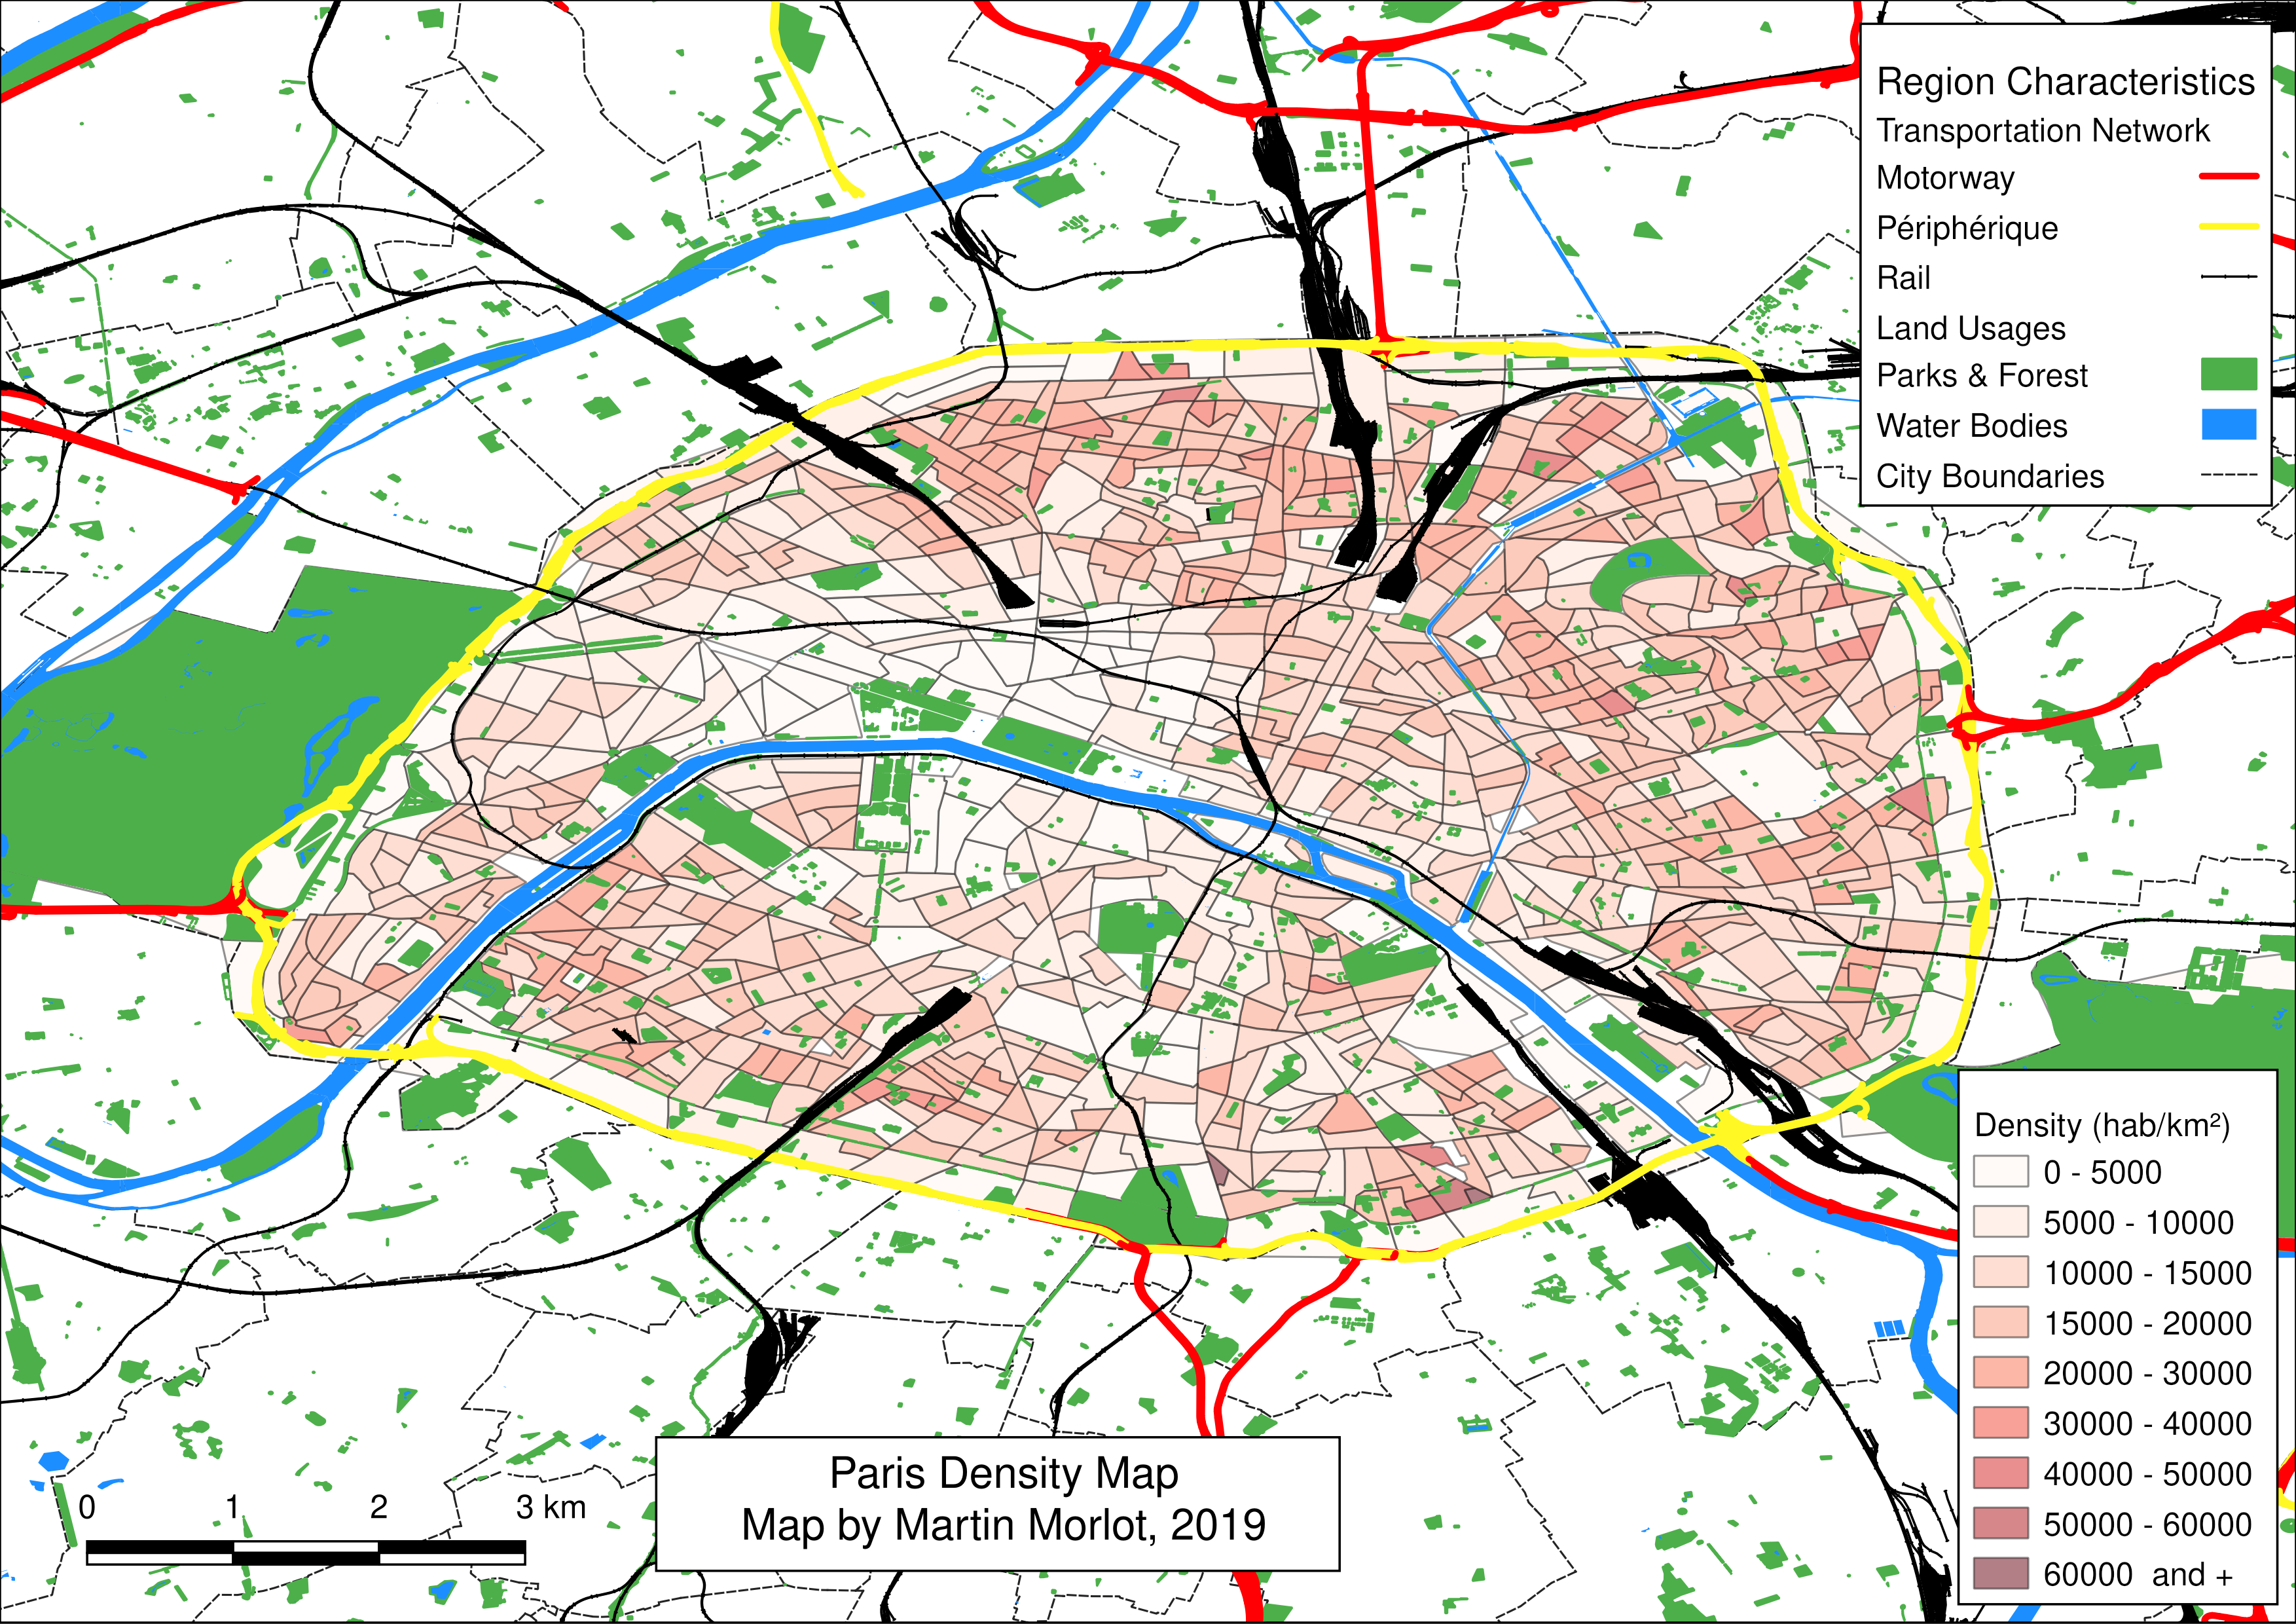 Region Characteristics
Transportation Network
Motorway
Périphérique
Rail
Land Usages
Parks & Forest
Water Bodies
City Boundaries
Density (hab/km²)
0 - 5000
5000 - 10000
10000 - 15000
15000 - 20000
20000 - 30000
30000 - 40000
40000 - 50000
50000 - 60000
60000 and +
Paris Density Map
Map by Martin Morlot, 2019
0 1 2 3 km